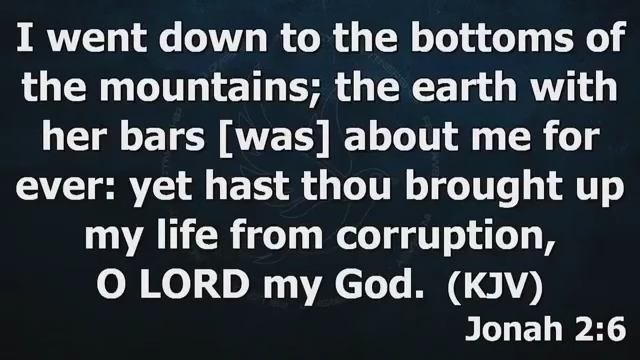 I went down to the bottoms of
the mountains; the earth with
her bars [was] about me for
ever: yet hast thou brought up
my life from corruption,
O LORD my God. (KJV)
Jonah 2:6